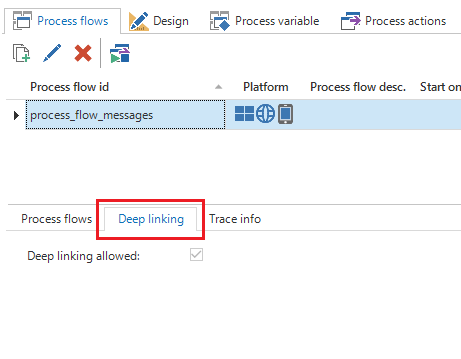 Process flows Design Process variable Process actions
Process flow id Platform Process flow desc. Start on
process_flow_messages
Process flows Deep linking Trace info
Deep linking allowed: